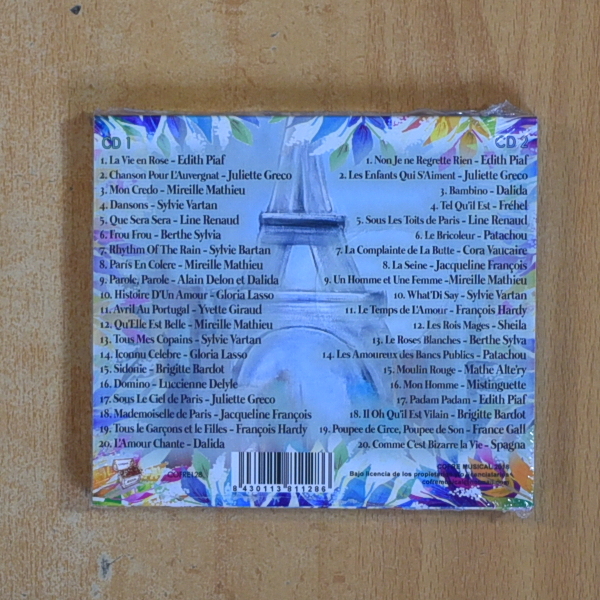 CD 1
1. La Vie en Rose - Edith Piaf
2. Chanson Pour L'Auvergnat - Juliette Greco
3. Mon Credo - Mireille Mathieu
4. Dansons - Sylvie Vartan
5. Que Sera Sera - Line Renaud
6. Frou Frou - Berthe Sylvia
7. Rhythm Of The Rain - Sylvie Bartan
8. París En Colere - Mireille Mathieu
9. Parole, Parole - Alain Delon et Dalida
10. Histoire D'Un Amour - Gloria Lasso
11. Avril Au Portugal - Yvette Giraud
12. Qu'Elle Est Belle - Mireille Mathieu
13. Tous Mes Copains - Sylvie Vartan
14. Iconnu Celebre - Gloria Lasso
15. Sidonie - Brigitte Bardot
16. Domino - Luccienne Delyle
17. Sous Le Ciel de Paris - Juliette Greco
18. Mademoiselle de Paris - Jacqueline François
19. Tous le Garçons et le Filles - François Hardy
20. L'Amour Chante - Dalida
CD 2
1. Non Je ne Regrette Rien - Edith Piaf
2. Les Enfants Qui S'Aiment - Juliette Greco
3. Bambino - Dalida
4. Tel Qu'il Est - Fréhel
5. Sous Les Toits de Paris - Line Renaud
6. Le Bricoleur - Patachou
7. La Complainte de La Butte - Cora Vaucaire
8. La Seine - Jacqueline François
9. Un Homme et Une Femme - Mireille Mathieu
10. What'Di Say - Sylvie Vartan
11. Le Temps de L'Amour - François Hardy
12. Les Rois Mages - Sheila
13. Le Roses Blanches - Berthe Sylva
14. Les Amoureux des Bancs Publics - Patachou
15. Moulin Rouge - Mathe Alte'ry
16. Mon Homme - Mistinguette
17. Padam Padam - Edith Piaf
18. Il Oh Qu'il Est Vilain - Brigitte Bardot
19. Poupee de Circe, Poupee de Son - France Gall
20. Comme C'est Bizarre la Vie - Spagna
8 430113 811286
MUSICAL 2018
Bajo licencia de los